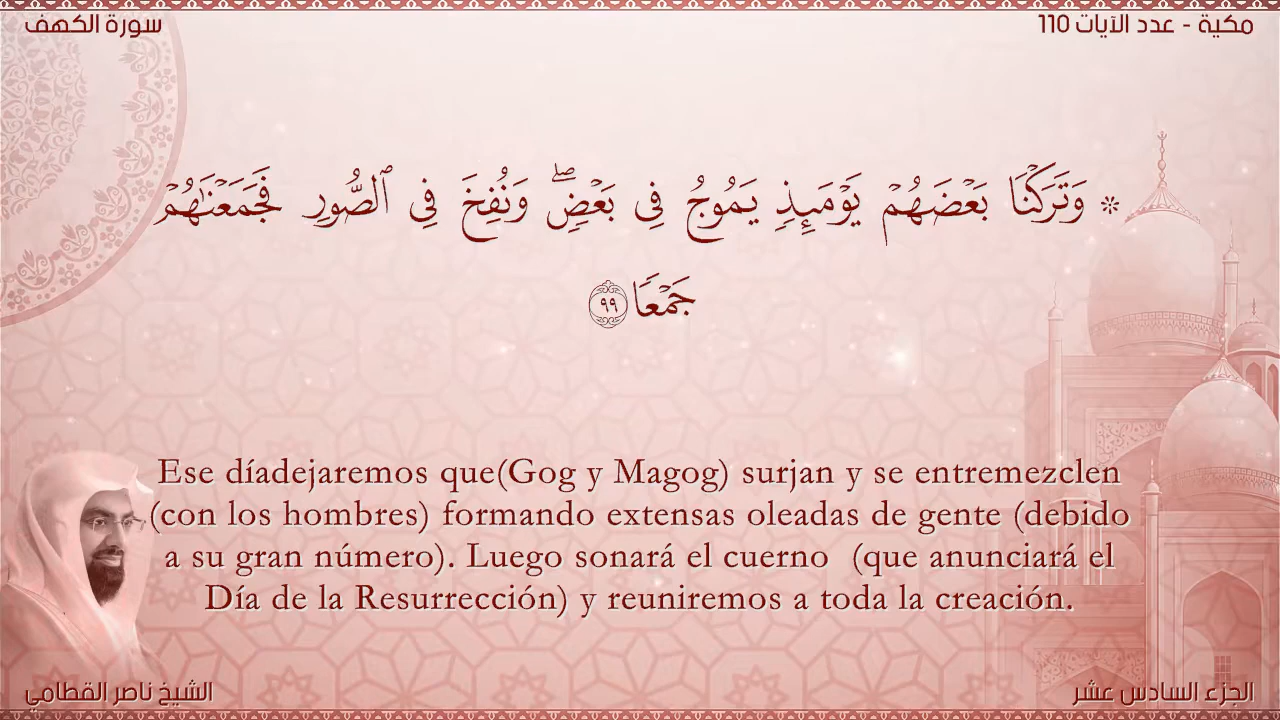 سورة الكهف
مكية - عدد الآيات 110
۞ وَتَرَكْنَا بَعْضَهُمْ يَوْمَئِذٍ يَمُوجُ فِى بَعْضٍۖ وَنُفِخَ فِى ٱلصُّورِ فَجَمَعْنَٰهُمْ
جَمْعًا ٩٩
Ese díadejaremos que(Gog y Magog) surjan y se entremezclen
(con los hombres) formando extensas oleadas de gente (debido
a su gran número). Luego sonará el cuerno (que anunciará el
Día de la Resurrección) y reuniremos a toda la creación.
الشيخ ناصر القطامي
الجزء السادس عشر